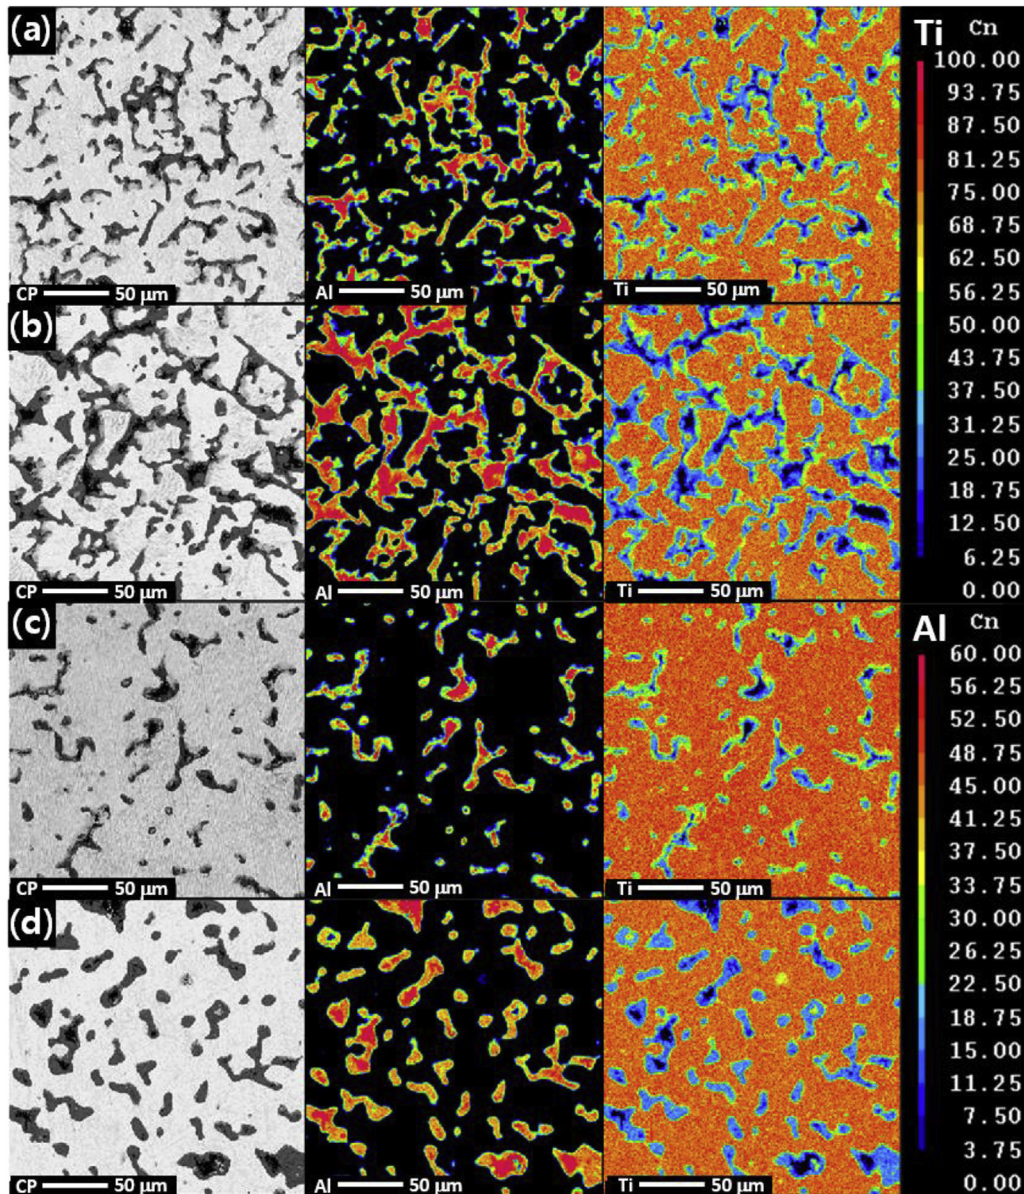 (a)
CP 50 µm
Al 50 µm
Ti 50 µm
(b)
CP 50 µm
Al 50 µm
Ti 50 µm
(c)
CP 50 µm
Al 50 µm
Ti 50 µm
(d)
CP 50 µm
Al 50 µm
Ti 50 µm
Ti Cn
100.00
93.75
87.50
81.25
75.00
68.75
62.50
56.25
50.00
43.75
37.50
31.25
25.00
18.75
12.50
6.25
0.00
Al Cn
60.00
56.25
52.50
48.75
45.00
41.25
37.50
33.75
30.00
26.25
22.50
18.75
15.00
11.25
7.50
3.75
0.00